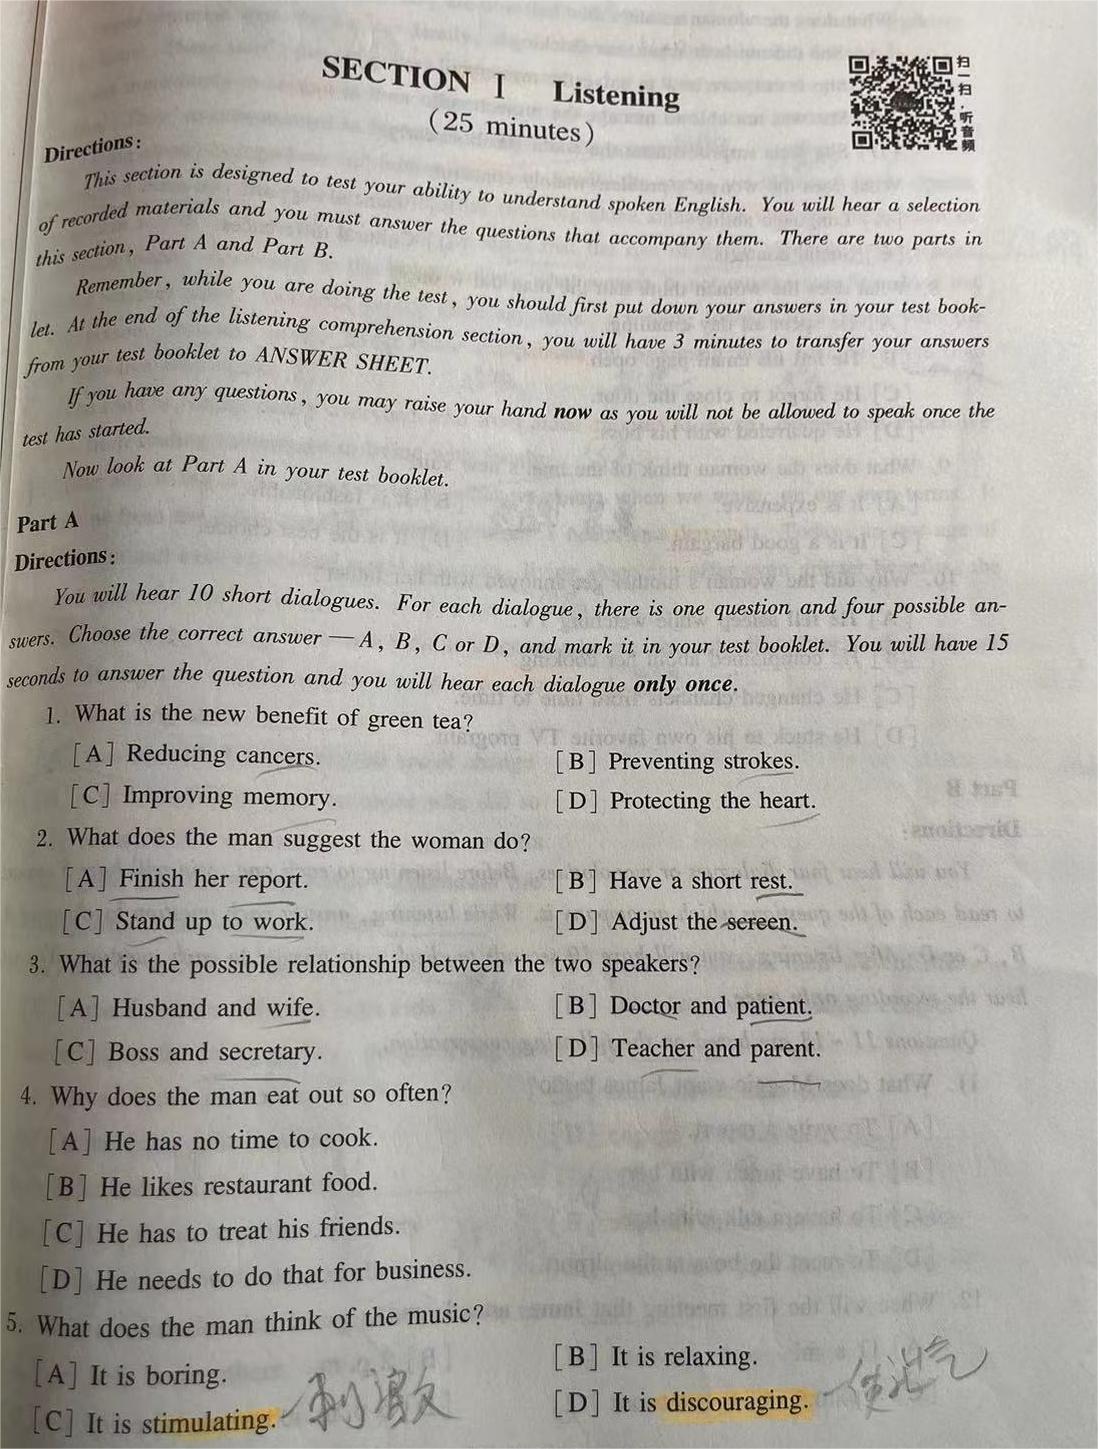 SECTION Ⅰ Listening
(25 minutes)
扫一扫，听音频
Directions:
This section is designed to test your ability to understand spoken English. You will hear a selection
of recorded materials and you must answer the questions that accompany them. There are two parts in
this section, Part A and Part B.
Remember, while you are doing the test, you should first put down your answers in your test book-
let. At the end of the listening comprehension section, you will have 3 minutes to transfer your answers
from your test booklet to ANSWER SHEET.
If you have any questions, you may raise your hand now as you will not be allowed to speak once the
test has started.
Now look at Part A in your test booklet.
Part A
Directions:
You will hear 10 short dialogues. For each dialogue, there is one question and four possible an-
swers. Choose the correct answer — A, B, C or D, and mark it in your test booklet. You will have 15
seconds to answer the question and you will hear each dialogue only once.
1. What is the new benefit of green tea?
[A] Reducing cancers. [B] Preventing strokes.
[C] Improving memory. [D] Protecting the heart.
2. What does the man suggest the woman do?
[A] Finish her report. [B] Have a short rest.
[C] Stand up to work. [D] Adjust the screen.
3. What is the possible relationship between the two speakers?
[A] Husband and wife. [B] Doctor and patient.
[C] Boss and secretary. [D] Teacher and parent.
4. Why does the man eat out so often?
[A] He has no time to cook.
[B] He likes restaurant food.
[C] He has to treat his friends.
[D] He needs to do that for business.
5. What does the man think of the music?
[A] It is boring. [B] It is relaxing.
[C] It is stimulating. 刺激 [D] It is discouraging.